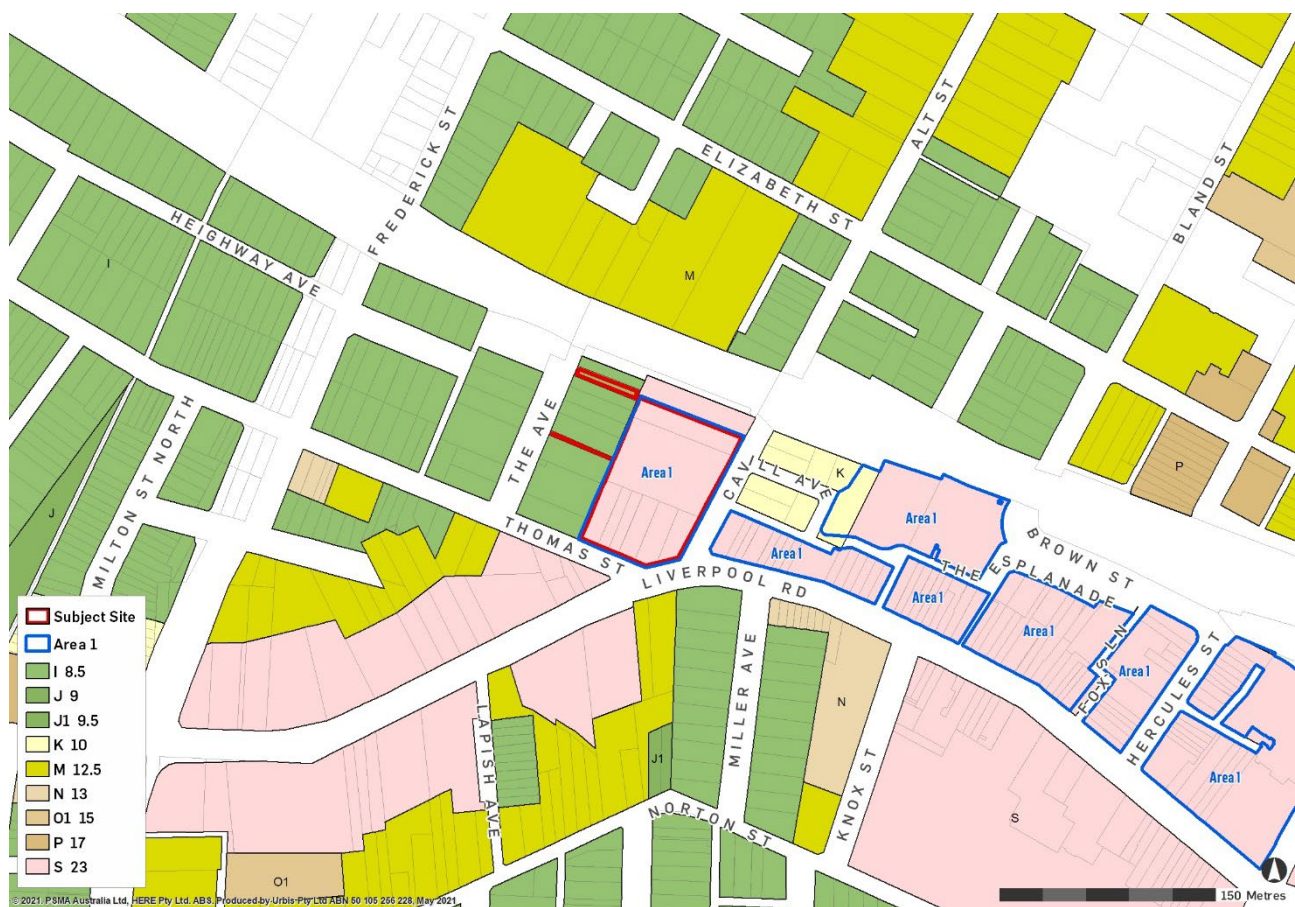 FREDERICK ST
ALT ST
ELIZABETH ST
BLAND ST
HEIGHWAY AVE
I
M
THE AVE
MILTON ST NORTH
J
Area 1
CAVILL AVE
K
P
Area 1
BROWN ST
Area 1
THE ESPLANADE
THOMAS ST
LIVERPOOL RD
Area 1
Area 1
FOX'S LN
Area 1
HERCULES ST
Area 1
Subject Site
Area 1
I 8.5
J 9
J1 9.5
K 10
M 12.5
N 13
O1 15
P 17
S 23
LAPISH AVE
MILLER AVE
N
J1
KNOX ST
NORTON ST
S
O1
150 Metres
© 2021. PSMA Australia Ltd, HERE Pty Ltd. ABS. Produced by Urbis Pty Ltd ABN 50 105 256 228, May 2021